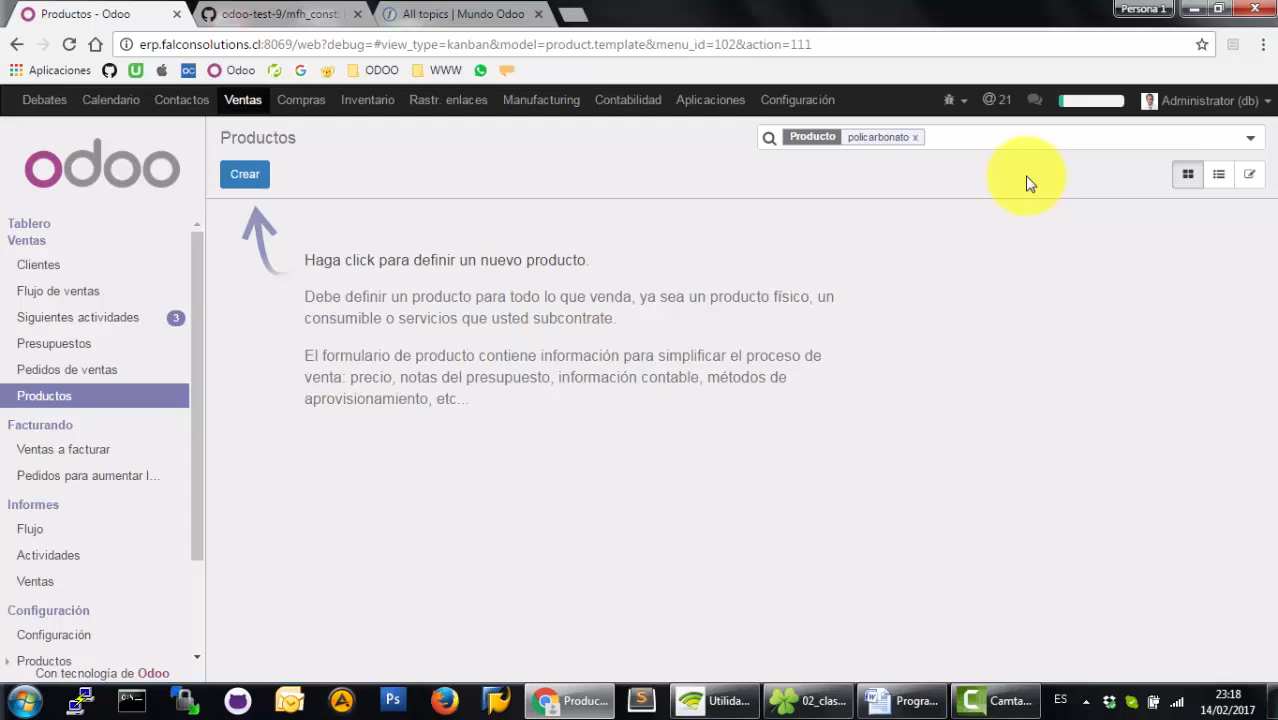 Productos - Odoo
odoo-test-9/mfh_const
All topics | Mundo Odoo
Persona 1
erp.falconsolutions.cl:8069/web?debug=#view_type=kanban&model=product.template&menu_id=102&action=111
Aplicaciones
Odoo
ODOO
WWW
Debates
Calendario
Contactos
Ventas
Compras
Inventario
Rastr. enlaces
Manufacturing
Contabilidad
Aplicaciones
Configuración
@ 21
Administrator (db)
odoo
Productos
Producto policarbonato x
Crear
Tablero
Ventas
Clientes
Flujo de ventas
Siguientes actividades 3
Presupuestos
Pedidos de ventas
Productos
Facturando
Ventas a facturar
Pedidos para aumentar l...
Informes
Flujo
Actividades
Ventas
Configuración
Configuración
Productos
Con tecnología de Odoo
Haga click para definir un nuevo producto.
Debe definir un producto para todo lo que venda, ya sea un producto físico, un
consumible o servicios que usted subcontrate.
El formulario de producto contiene información para simplificar el proceso de
venta: precio, notas del presupuesto, información contable, métodos de
aprovisionamiento, etc...
Produc...
Utilida...
02_clas...
Progra...
Camta...
ES
23:18
14/02/2017